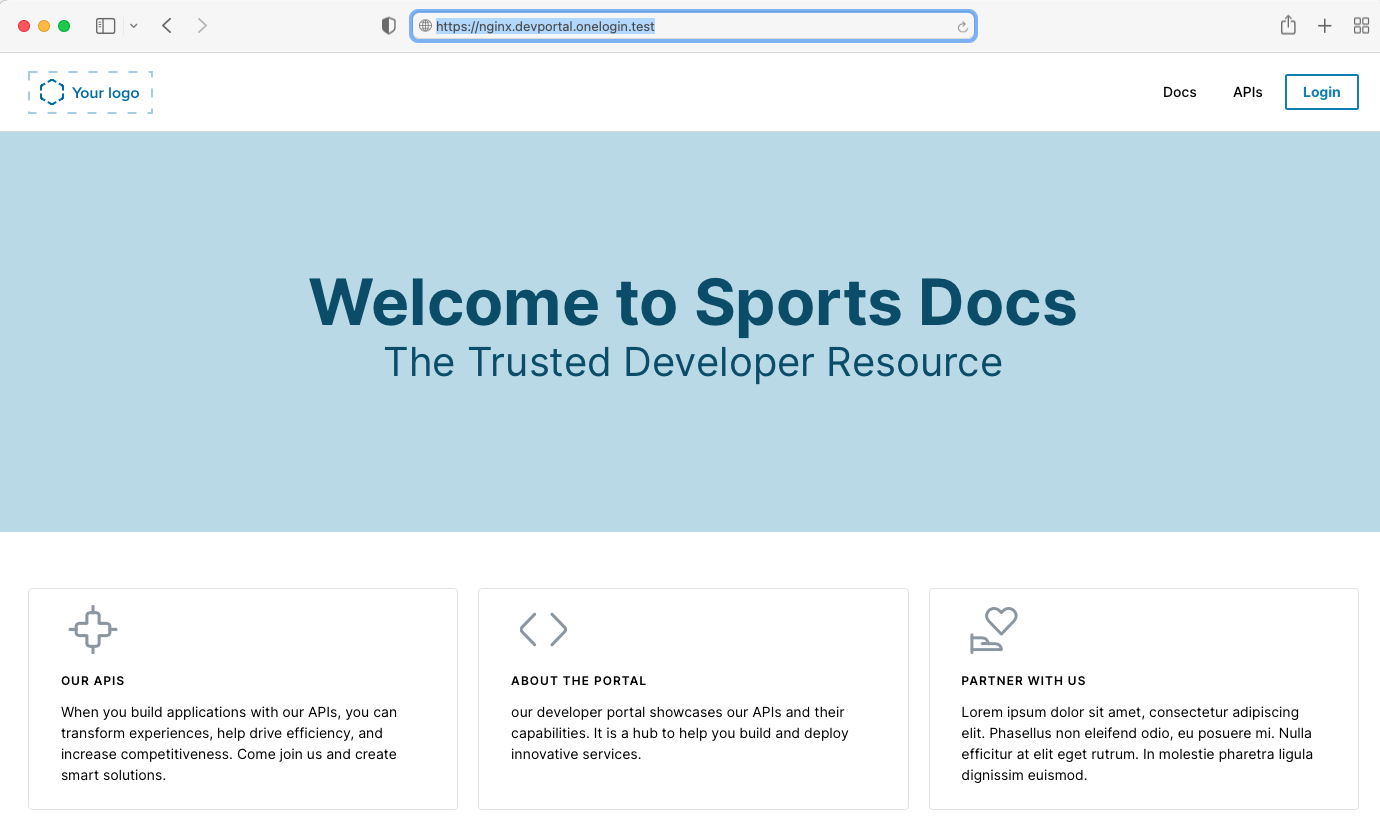 https://nginx.devportal.onelogin.test
Your logo
Docs
APIs
Login
Welcome to Sports Docs
The Trusted Developer Resource
OUR APIS
When you build applications with our APIs, you can
transform experiences, help drive efficiency, and
increase competitiveness. Come join us and create
smart solutions.
ABOUT THE PORTAL
our developer portal showcases our APIs and their
capabilities. It is a hub to help you build and deploy
innovative services.
PARTNER WITH US
Lorem ipsum dolor sit amet, consectetur adipiscing
elit. Phasellus non eleifend odio, eu posuere mi. Nulla
efficitur at elit eget rutrum. In molestie pharetra ligula
dignissim euismod.